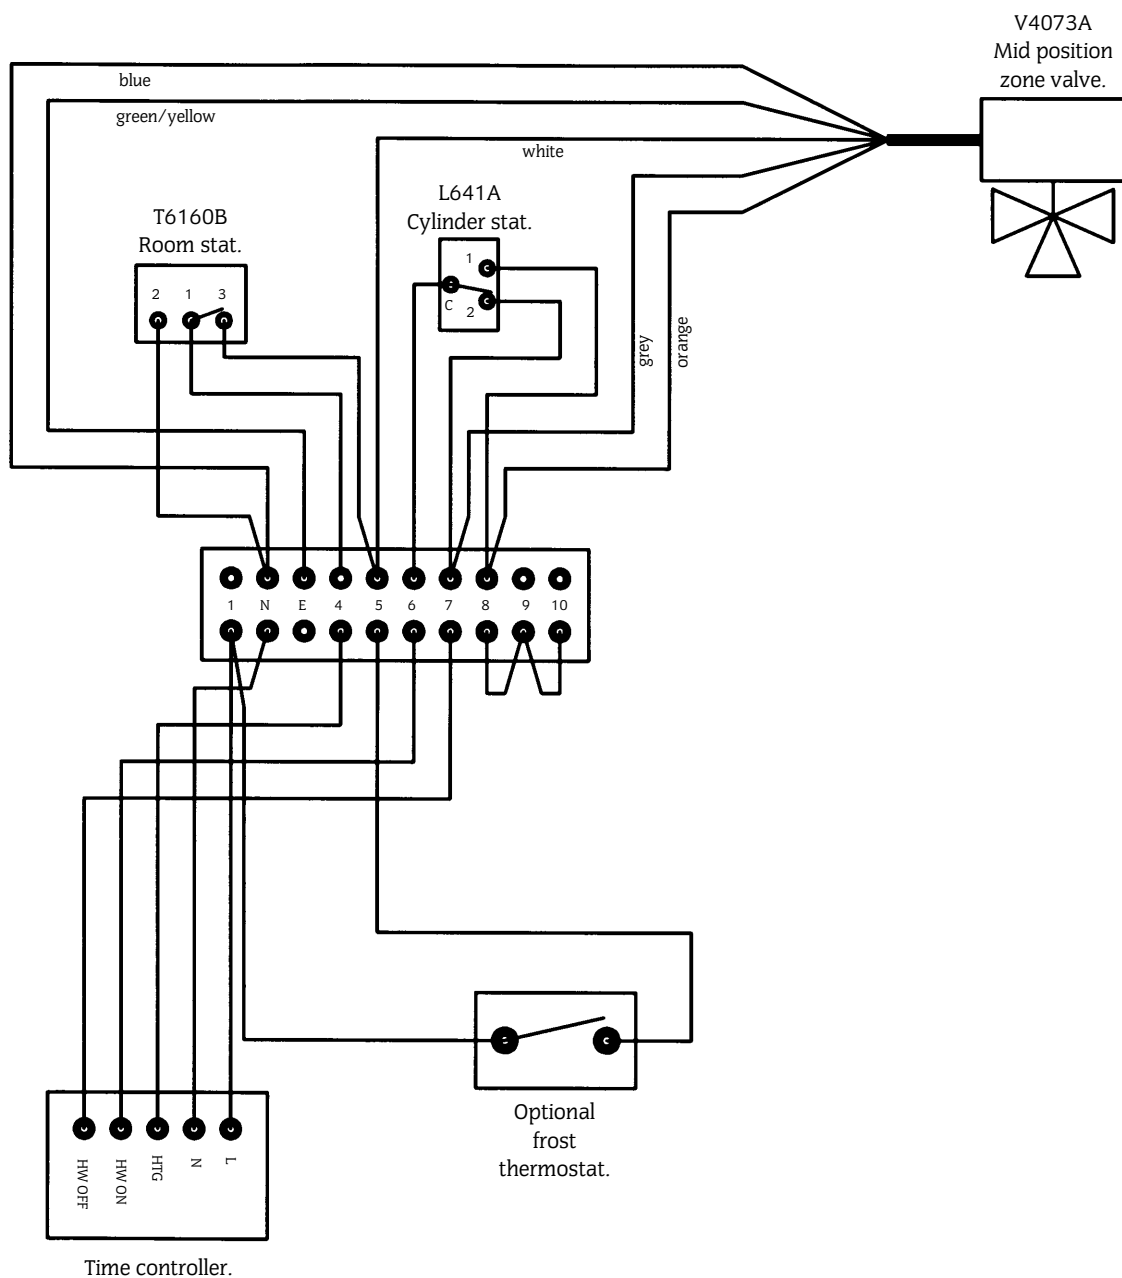 V4073A
Mid position
zone valve.
blue
green/yellow
white
L641A
Cylinder stat.
T6160B
Room stat.
1
C
2
2 1 3
grey
orange
1 N E 4 5 6 7 8 9 10
Optional
frost
thermostat.
HW OFF
HW ON
HTG
N
L
Time controller.